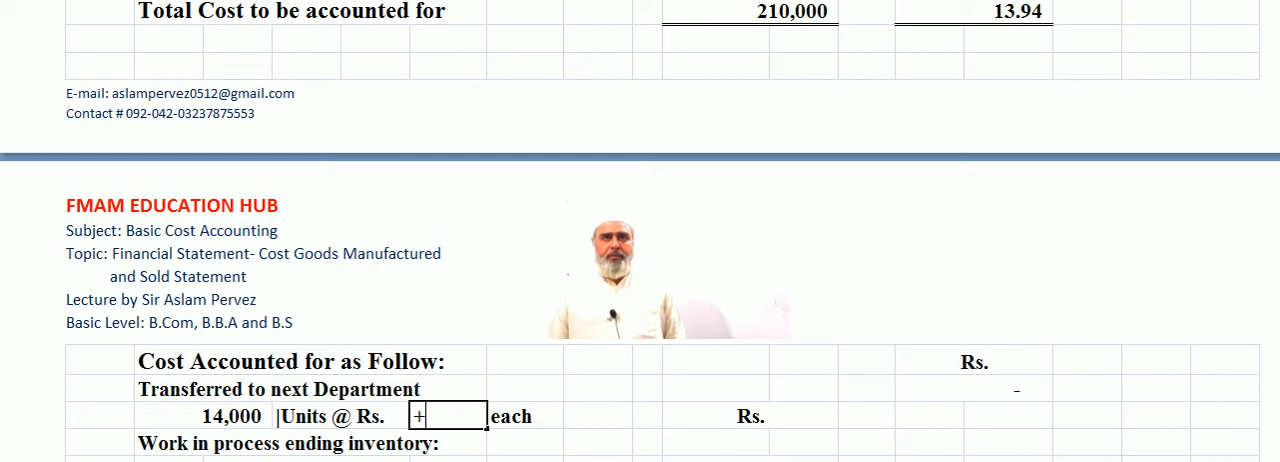 Total Cost to be accounted for 210,000 13.94
E-mail: aslampervez0512@gmail.com
Contact # 092-042-03237875553
FMAM EDUCATION HUB
Subject: Basic Cost Accounting
Topic: Financial Statement- Cost Goods Manufactured
and Sold Statement
Lecture by Sir Aslam Pervez
Basic Level: B.Com, B.B.A and B.S
Cost Accounted for as Follow: Rs.
Transferred to next Department -
14,000 |Units @ Rs. + each Rs.
Work in process ending inventory: